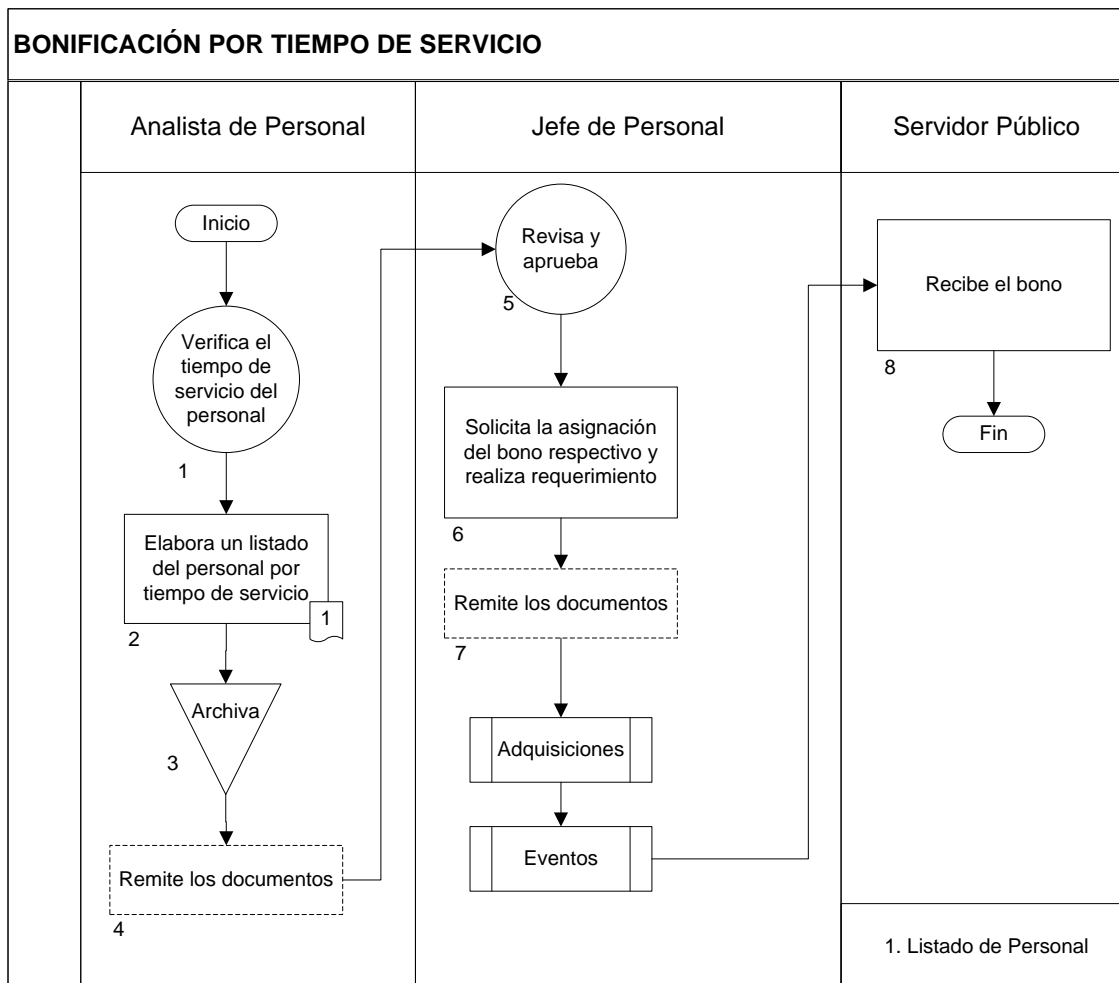 BONIFICACIÓN POR TIEMPO DE SERVICIO
Analista de Personal
Jefe de Personal
Servidor Público
Inicio
Verifica el
tiempo de
servicio del
personal
1
Elabora un listado
del personal por
tiempo de servicio
1
2
Archiva
3
Remite los documentos
4
Revisa y
aprueba
5
Solicita la asignación
del bono respectivo y
realiza requerimiento
6
Remite los documentos
7
Adquisiciones
Eventos
Recibe el bono
8
Fin
1. Listado de Personal